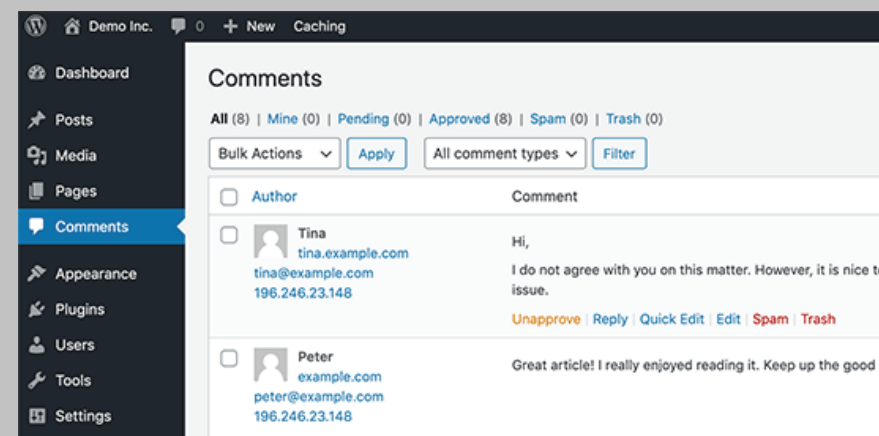 Demo Inc. 0 + New Caching
Dashboard
Posts
Media
Pages
Comments
Appearance
Plugins
Users
Tools
Settings
Comments
All (8) | Mine (0) | Pending (0) | Approved (8) | Spam (0) | Trash (0)
Bulk Actions Apply All comment types Filter
Author Comment
Tina
tina.example.com
tina@example.com
196.246.23.148
Hi,
I do not agree with you on this matter. However, it is nice
issue.
Unapprove | Reply | Quick Edit | Edit | Spam | Trash
Peter
example.com
peter@example.com
196.246.23.148
Great article! I really enjoyed reading it. Keep up the good